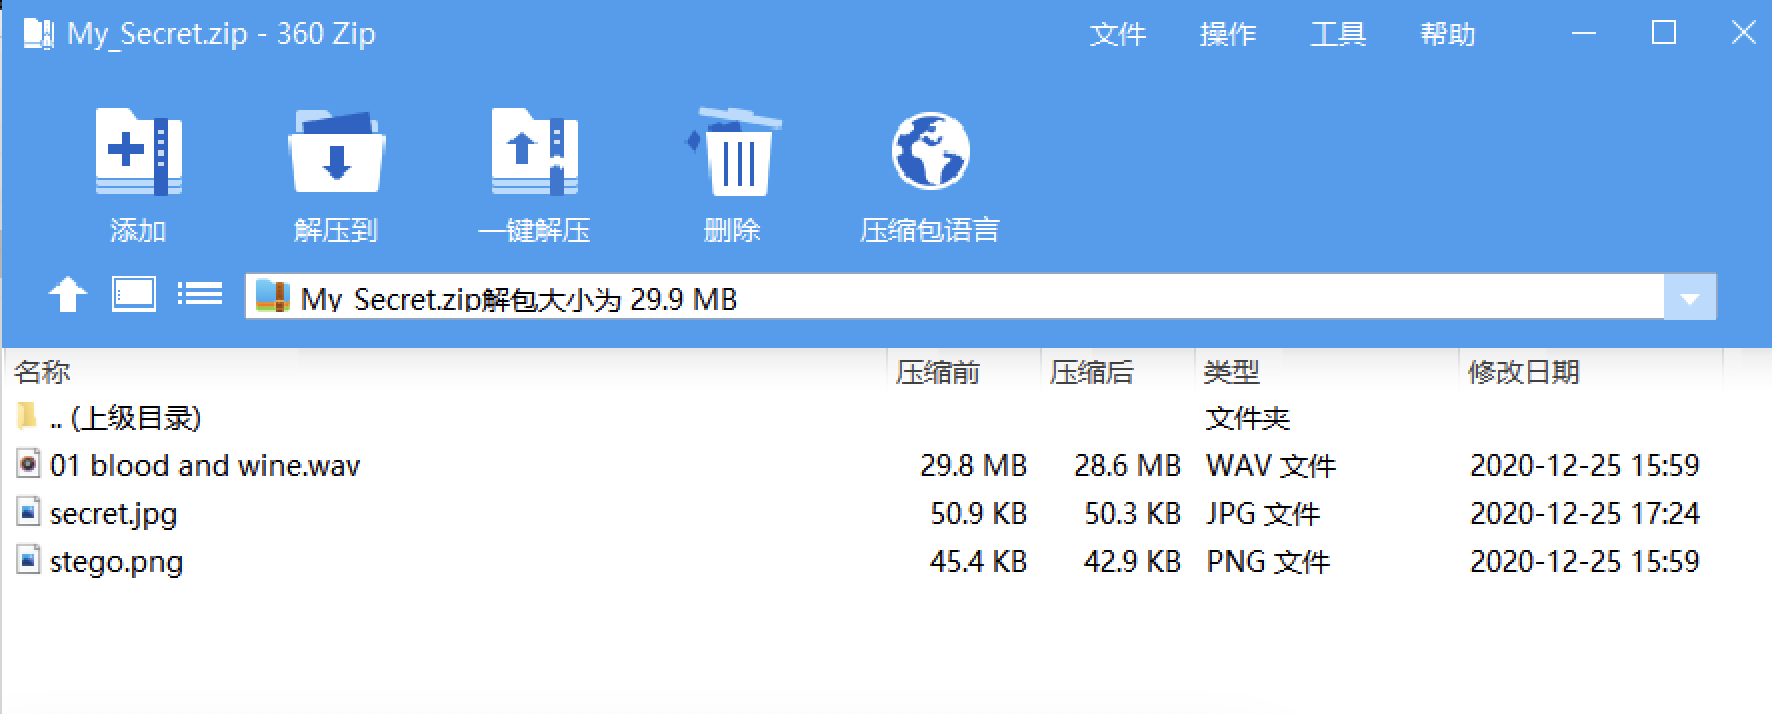 My_Secret.zip - 360 Zip 文件 操作 工具 帮助
添加 解压到 一键解压 删除 压缩包语言
My_Secret.zip解包大小为 29.9 MB
名称 压缩前 压缩后 类型 修改日期
.. (上级目录) 文件夹
01 blood and wine.wav 29.8 MB 28.6 MB WAV 文件 2020-12-25 15:59
secret.jpg 50.9 KB 50.3 KB JPG 文件 2020-12-25 17:24
stego.png 45.4 KB 42.9 KB PNG 文件 2020-12-25 15:59